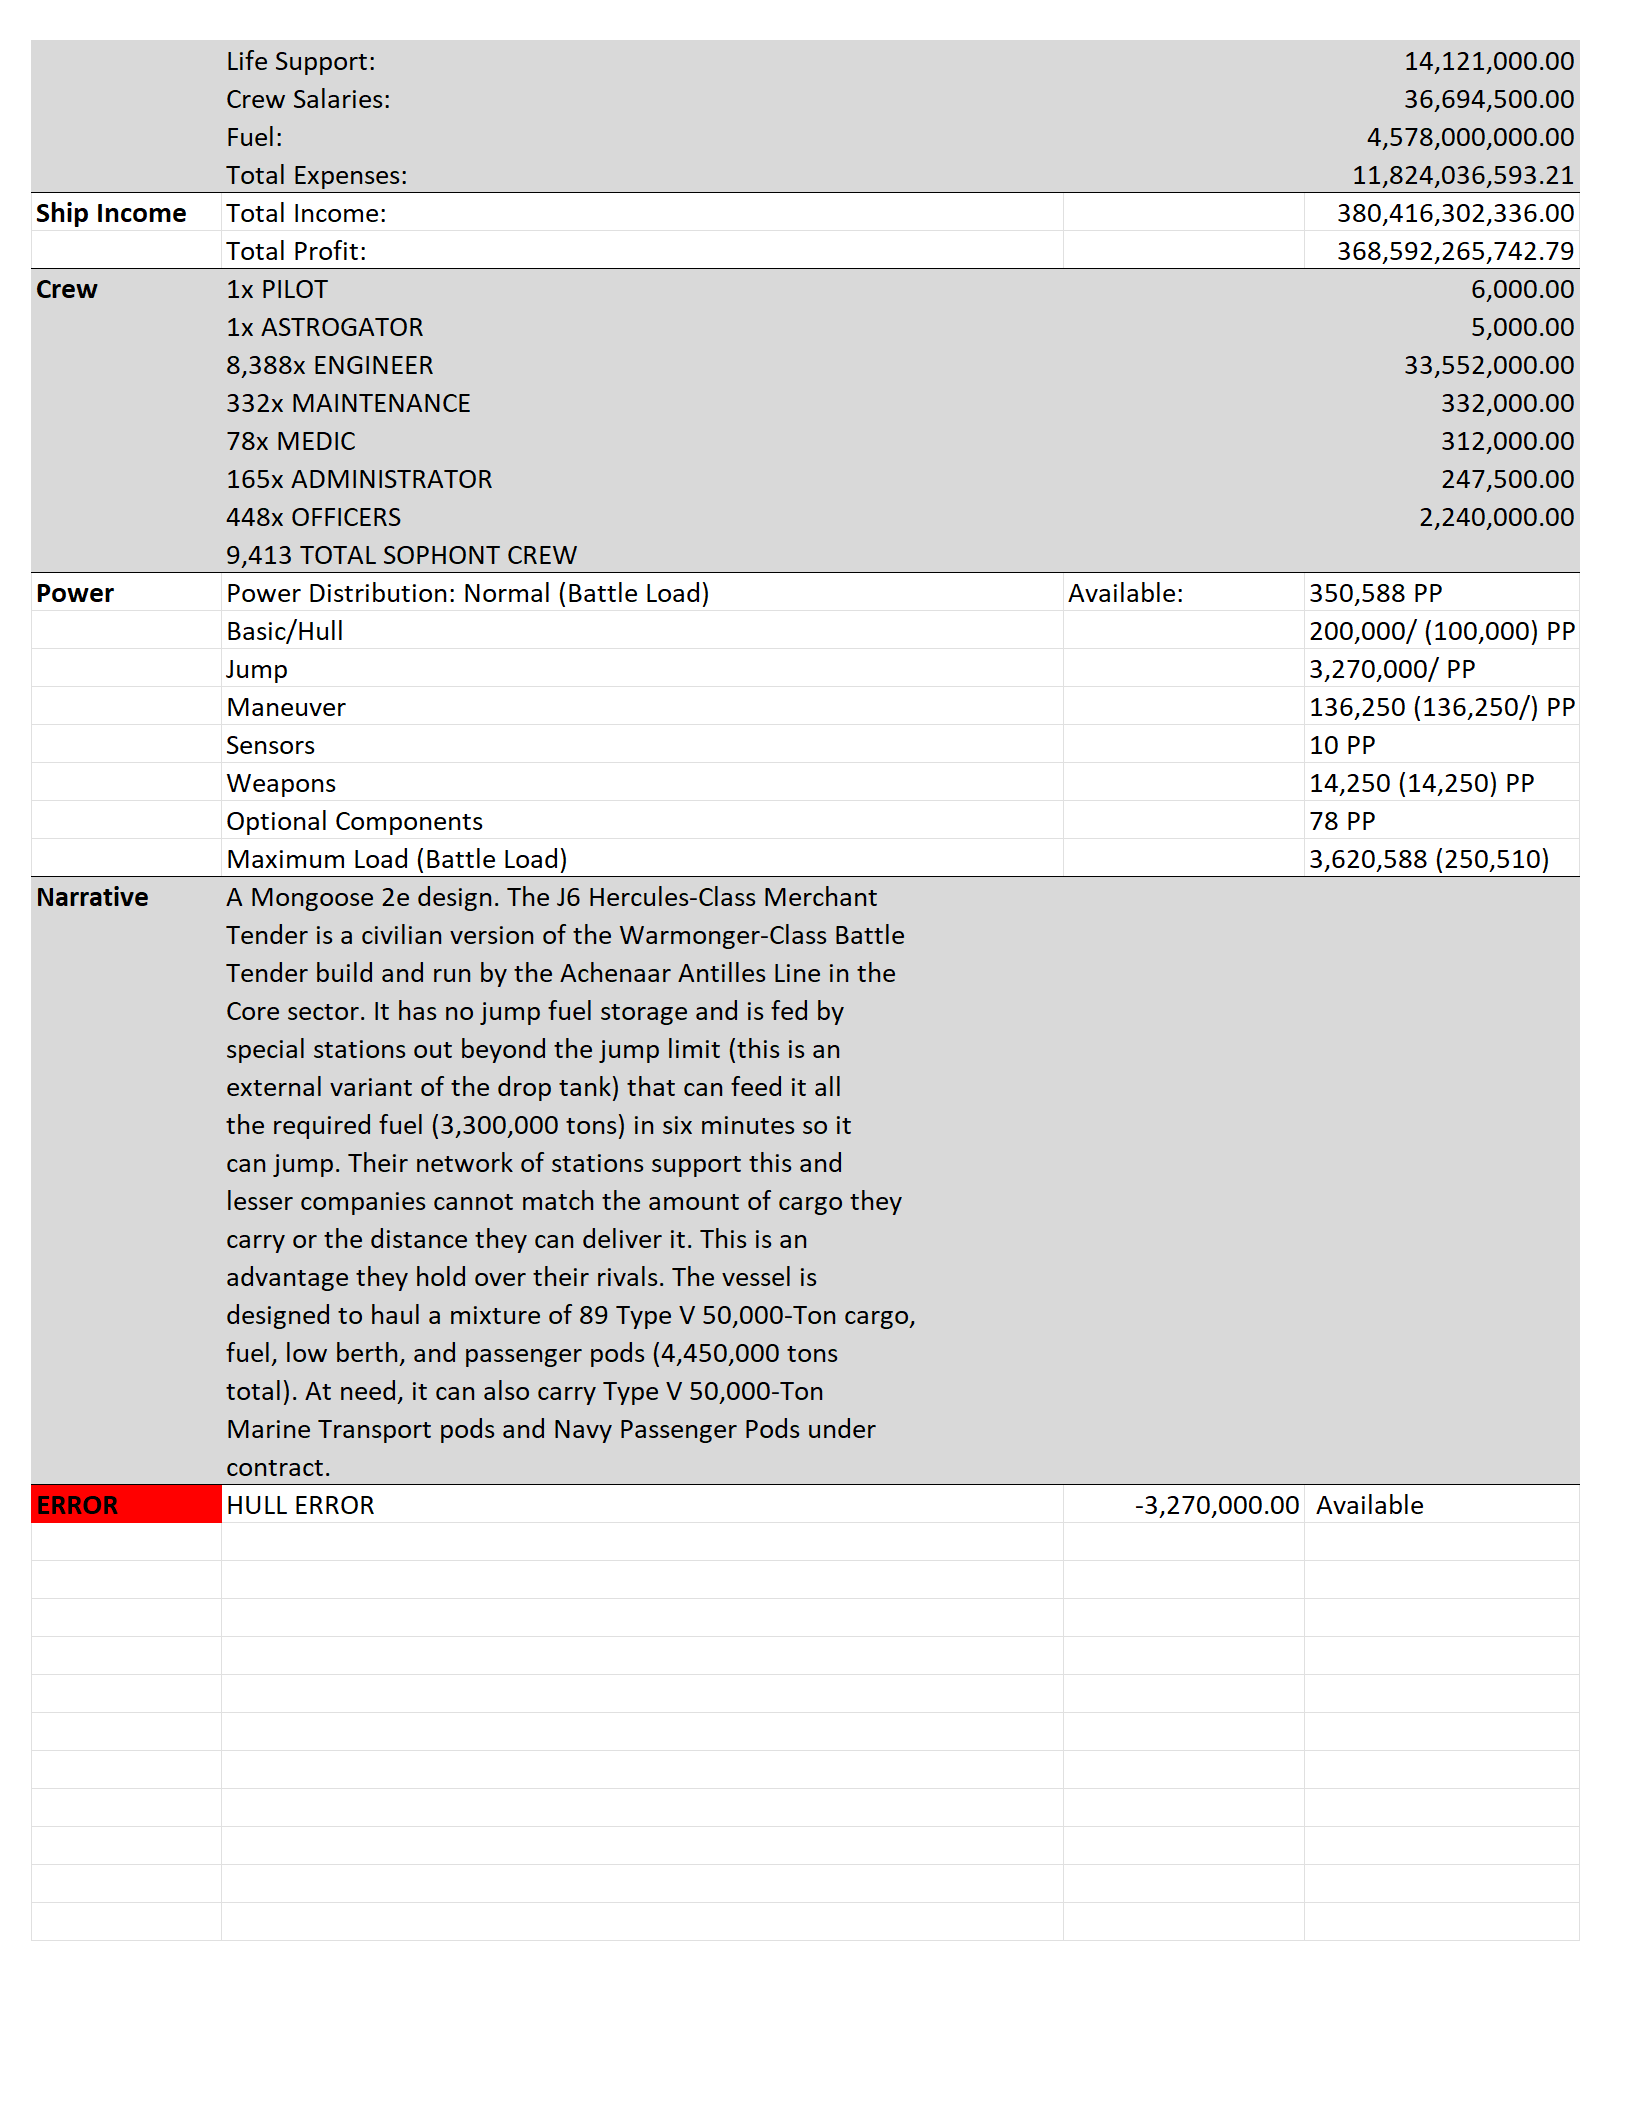 Life Support: 14,121,000.00
Crew Salaries: 36,694,500.00
Fuel: 4,578,000,000.00
Total Expenses: 11,824,036,593.21
Ship Income Total Income: 380,416,302,336.00
Total Profit: 368,592,265,742.79
Crew 1x PILOT 6,000.00
1x ASTROGATOR 5,000.00
8,388x ENGINEER 33,552,000.00
332x MAINTENANCE 332,000.00
78x MEDIC 312,000.00
165x ADMINISTRATOR 247,500.00
448x OFFICERS 2,240,000.00
9,413 TOTAL SOPHONT CREW
Power Power Distribution: Normal (Battle Load) Available: 350,588 PP
Basic/Hull 200,000/ (100,000) PP
Jump 3,270,000/ PP
Maneuver 136,250 (136,250/) PP
Sensors 10 PP
Weapons 14,250 (14,250) PP
Optional Components 78 PP
Maximum Load (Battle Load) 3,620,588 (250,510)
Narrative A Mongoose 2e design. The J6 Hercules-Class Merchant
Tender is a civilian version of the Warmonger-Class Battle
Tender build and run by the Achenaar Antilles Line in the
Core sector. It has no jump fuel storage and is fed by
special stations out beyond the jump limit (this is an
external variant of the drop tank) that can feed it all
the required fuel (3,300,000 tons) in six minutes so it
can jump. Their network of stations support this and
lesser companies cannot match the amount of cargo they
carry or the distance they can deliver it. This is an
advantage they hold over their rivals. The vessel is
designed to haul a mixture of 89 Type V 50,000-Ton cargo,
fuel, low berth, and passenger pods (4,450,000 tons
total). At need, it can also carry Type V 50,000-Ton
Marine Transport pods and Navy Passenger Pods under
contract.
ERROR HULL ERROR -3,270,000.00 Available